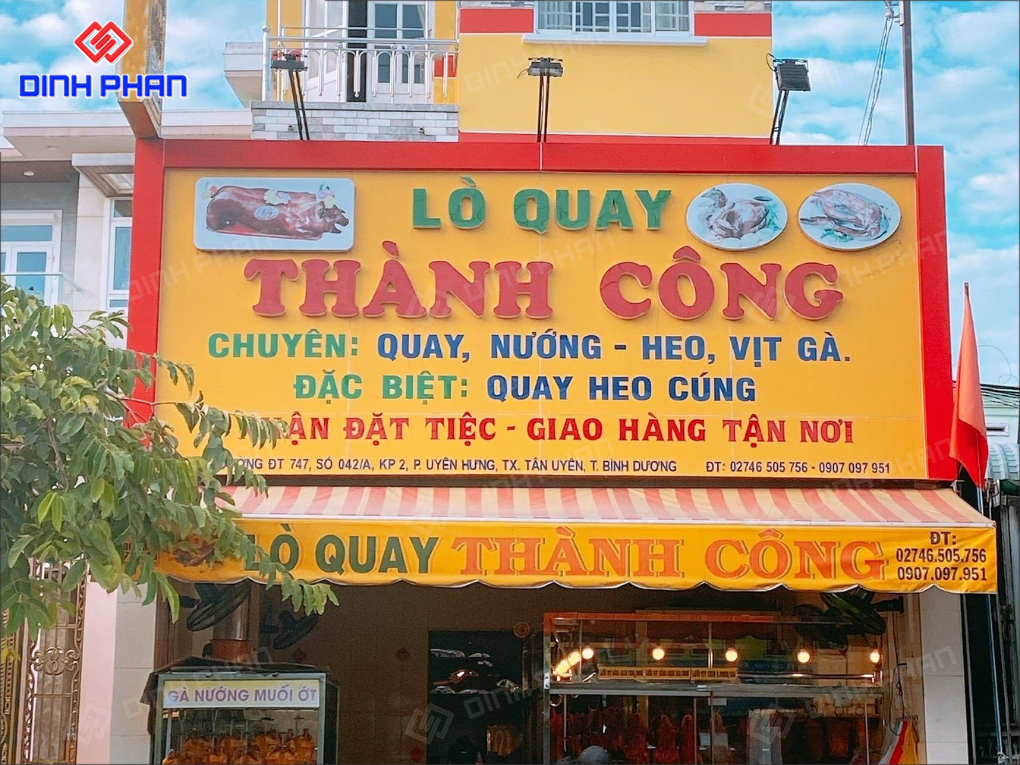 DINH PHAN
LÒ QUAY
THÀNH CÔNG
CHUYÊN: QUAY, NƯỚNG - HEO, VỊT GÀ.
ĐẶC BIỆT: QUAY HEO CÚNG
ĐẶT TIỆC - GIAO HÀNG TẬN NƠI
ĐT 747, SỐ 042/A, KP 2, P. UYÊN HƯNG, TX. TÂN UYÊN, T. BÌNH DƯƠNG ĐT: 02746 505 756 - 0907 097 951
LÒ QUAY THÀNH CÔNG
ĐT:
02746.505.756
0907.097.951
GÀ NƯỚNG MUỐI ỚT